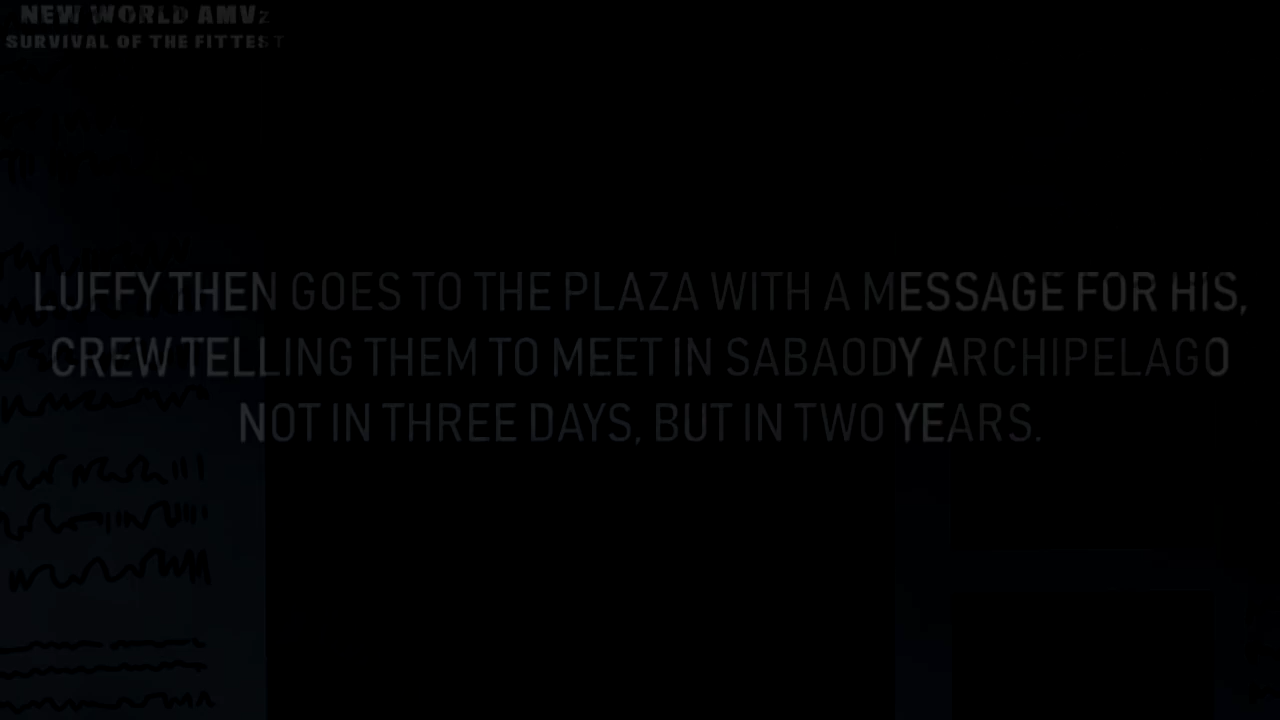 NEW WORLD AMVz
SURVIVAL OF THE FITTEST
LUFFY THEN GOES TO THE PLAZA WITH A MESSAGE FOR HIS,
CREW TELLING THEM TO MEET IN SABAODY ARCHIPELAGO
NOT IN THREE DAYS, BUT IN TWO YEARS.